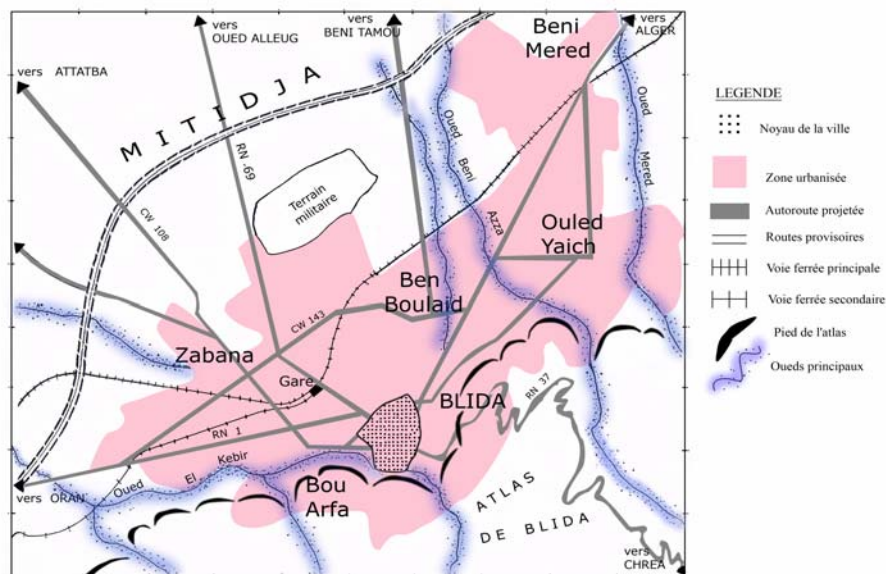 vers
OUED ALLEUG
vers
BENI TAMOU
Beni
Mered
vers
ALGER
vers ATTATBA
MITIDJA
RN .69
CW 108
Terrain
militaire
Oued
Beni
Azza
Oued
Mered
Ouled
Yaich
Ben
Boulaid
CW 143
Zabana
Gare
BLIDA
RN 37
RN 1
vers
ORAN
Oued
El
Kebir
Bou
Arfa
ATLAS
DE BLIDA
vers
CHREA
LEGENDE
Noyau de la ville
Zone urbanisée
Autoroute projetée
Routes provisoires
Voie ferrée principale
Voie ferrée secondaire
Pied de l'atlas
Oueds principaux